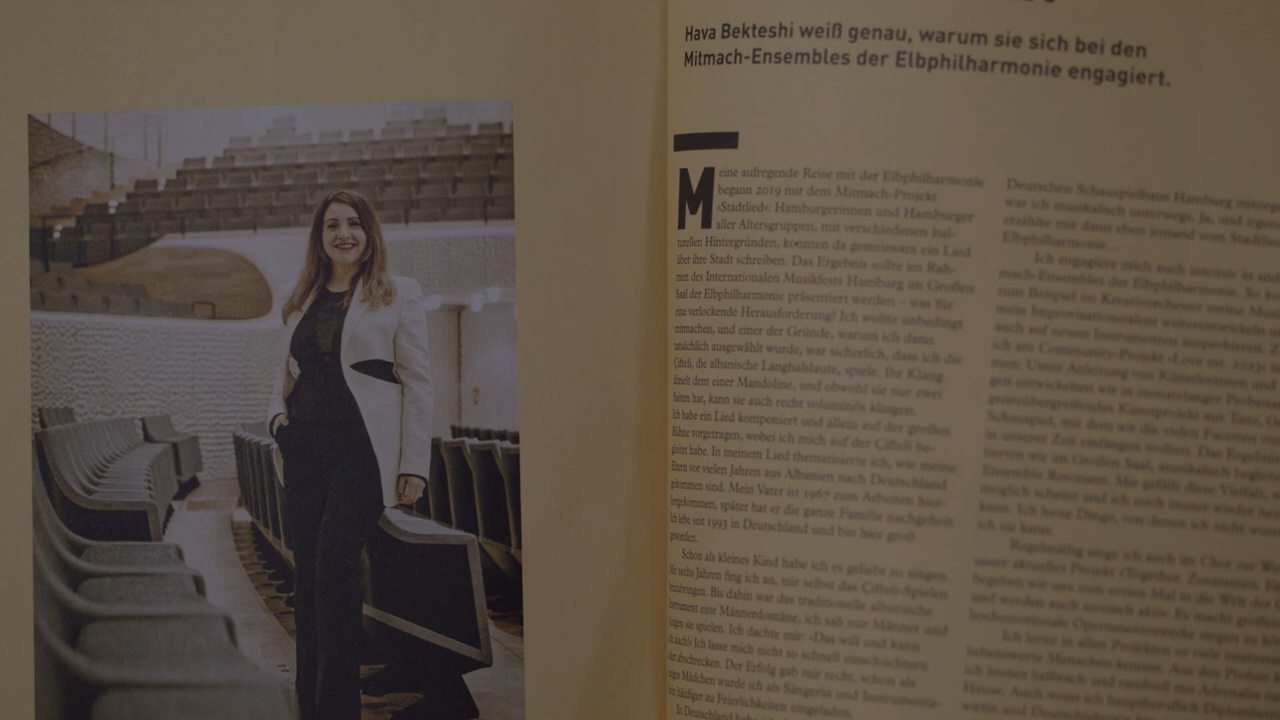 Hava Bekteshi weiß genau, warum sie sich bei den
Mitmach-Ensembles der Elbphilharmonie engagiert.
Meine aufregende Reise mit der Elbphilharmonie
begann 2019 mit dem Mitmach-Projekt
›Stadtlied‹: Hamburgerinnen und Hamburger
aller Altersgruppen, mit verschiedenen kul-
turellen Hintergründen, konnten da gemeinsam ein Lied
über ihre Stadt schreiben. Das Ergebnis sollte im Rah-
men des Internationalen Musikfests Hamburg im Großen
Saal der Elbphilharmonie präsentiert werden – was für
eine verlockende Herausforderung! Ich wollte unbedingt
mitmachen, und einer der Gründe, warum ich dann
tatsächlich ausgewählt wurde, war sicherlich, dass ich die
Çifteli, die albanische Langhalslaute, spiele. Ihr Klang
ähnelt dem einer Mandoline, und obwohl sie nur zwei
Saiten hat, kann sie auch recht voluminös klingen.
Ich habe ein Lied komponiert und allein auf der großen
Bühne vorgetragen, wobei ich mich auf der Çifteli be-
gleitet habe. In meinem Lied thematisierte ich, wie meine
Eltern vor vielen Jahren aus Albanien nach Deutschland
gekommen sind. Mein Vater ist 1967 zum Arbeiten hier-
hergekommen, später hat er die ganze Familie nachgeholt.
Ich lebe seit 1993 in Deutschland und bin hier groß
geworden.
Schon als kleines Kind habe ich es geliebt zu singen.
Mit sechs Jahren fing ich an, mir selbst das Çifteli-Spielen
beizubringen. Bis dahin war das traditionelle albanische
Instrument eine Männerdomäne, ich sah nur Männer und
Jungen sie spielen. Ich dachte mir: ›Das will und kann
ich auch!‹ Ich lasse mich nicht so schnell einschüchtern
oder abschrecken. Der Erfolg gab mir recht, schon als
junges Mädchen wurde ich als Sängerin und Instrumenta-
listin häufiger zu Feierlichkeiten eingeladen.
In Deutschland habe
Deutschen Schauspielhaus Hamburg
war ich musikalisch unterwegs. Ja, und
erzählte mir dann eben jemand vom
Elbphilharmonie.
Ich engagiere mich auch intensiv in
mach-Ensembles der Elbphilharmonie. So
zum Beispiel im Kreativorchester meine
mein Improvisationstalent weiterentwickeln
auch auf neuen Instrumenten ausprobieren.
ich am Community-Projekt ›Love
men: Unter Anleitung von Künstlerinnen und
gen entwickelten wir in monatelanger
genreübergreifendes Kunstprojekt mit Tanz,
Schauspiel, mit dem wir die vielen Facetten
in unserer Zeit einfangen wollten. Das
tierten wir im Großen Saal, musikalisch
Ensemble Resonanz. Mir gefällt diese Vielfalt,
möglich scheint und ich mich immer wieder
kann. Ich lerne Dinge, von denen ich nicht
ich sie kann.
Regelmäßig singe ich auch im Chor zur
unser aktuelles Projekt ›Together. Zusammen.
begeben wir uns zum ersten Mal in die Welt der
und werden auch szenisch aktiv. Es macht
hochemotionale Opernmeisterwerke singen zu
Ich lerne in allen Projekten so viele
liebenswerte Menschen kennen. Aus den Proben
ich immer hellwach und randvoll mit Adrenalin
Hause. Auch wenn ich hauptberuflich